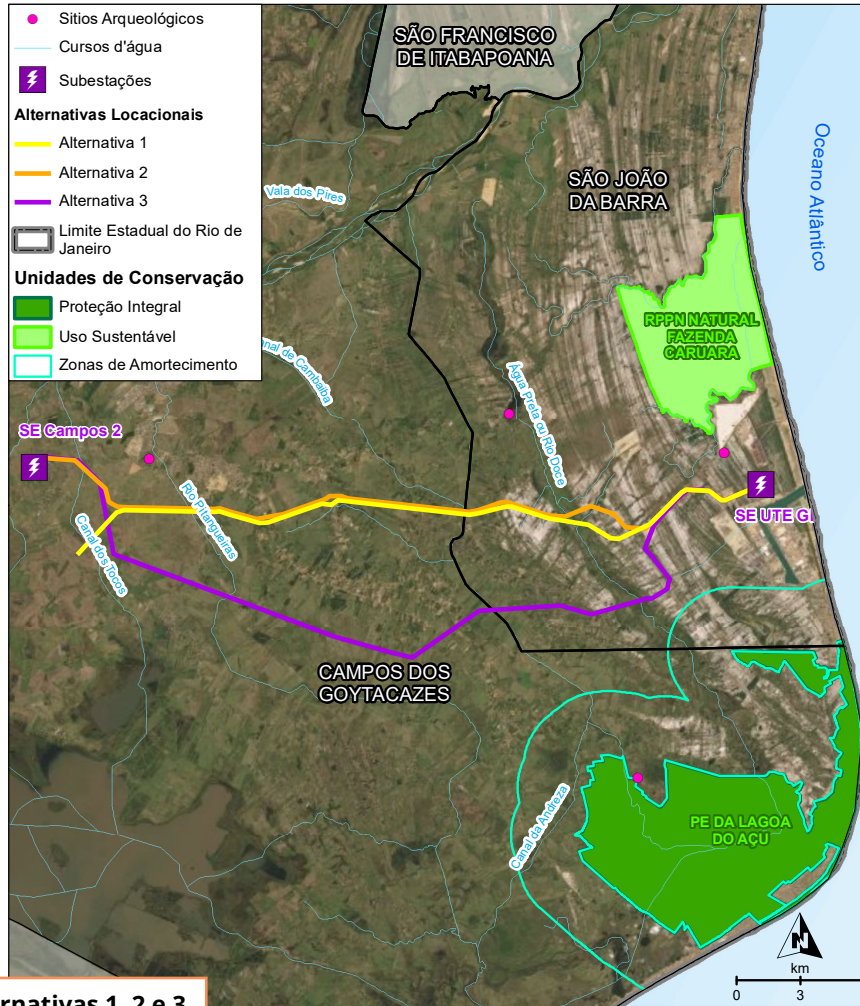 Sitios Arqueológicos
Cursos d'água
Subestações
Alternativas Locacionais
Alternativa 1
Alternativa 2
Alternativa 3
Limite Estadual do Rio de
Janeiro
Unidades de Conservação
Proteção Integral
Uso Sustentável
Zonas de Amortecimento
SÃO FRANCISCO
DE ITABAPOANA
Oceano Atlântico
SÃO JOÃO
DA BARRA
Vala dos Pires
RPPN NATURAL
FAZENDA
CARUARA
nal de Cambaíba
Água Preta ou Rio Doce
SE Campos 2
Rio Pitangueiras
SE UTE GI
Canal dos Tocos
CAMPOS DOS
GOYTACAZES
Canal da Andreza
PE DA LAGOA
DO AÇU
N
km
0 3
rnativas 1, 2 e 3